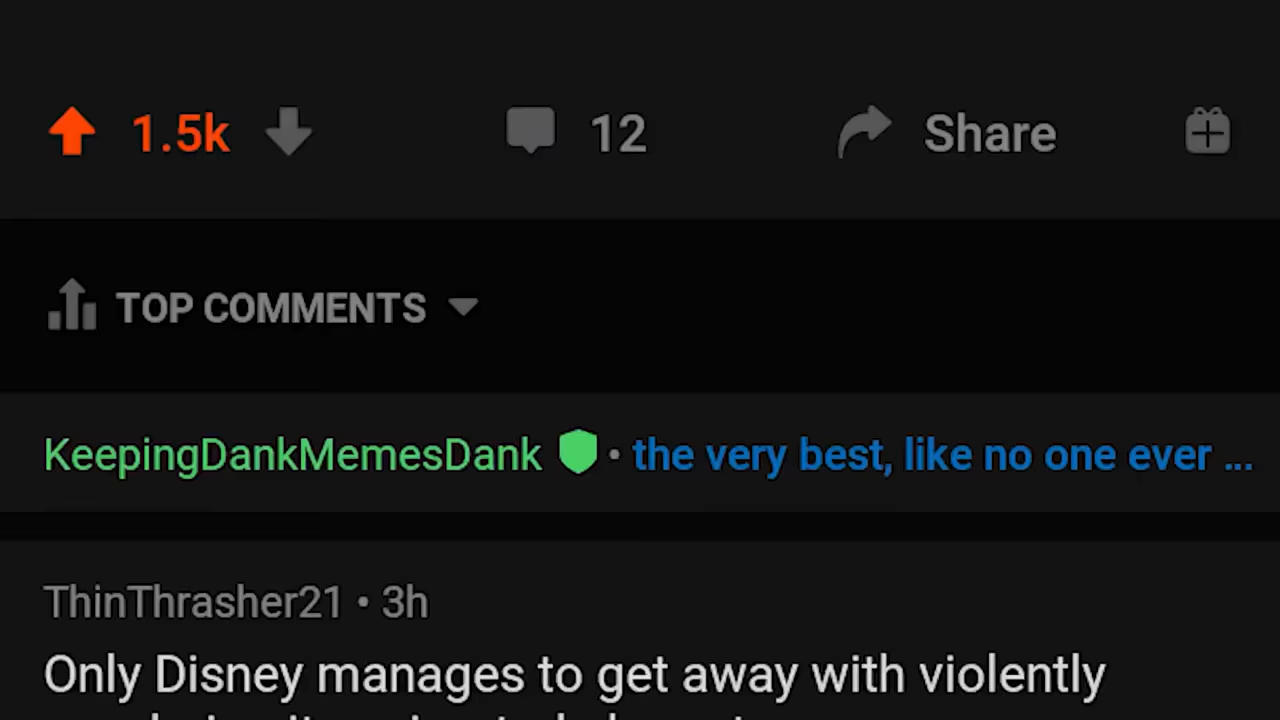 1.5k 12 Share
TOP COMMENTS
KeepingDankMemesDank • the very best, like no one ever ...
ThinThrasher21 • 3h
Only Disney manages to get away with violently